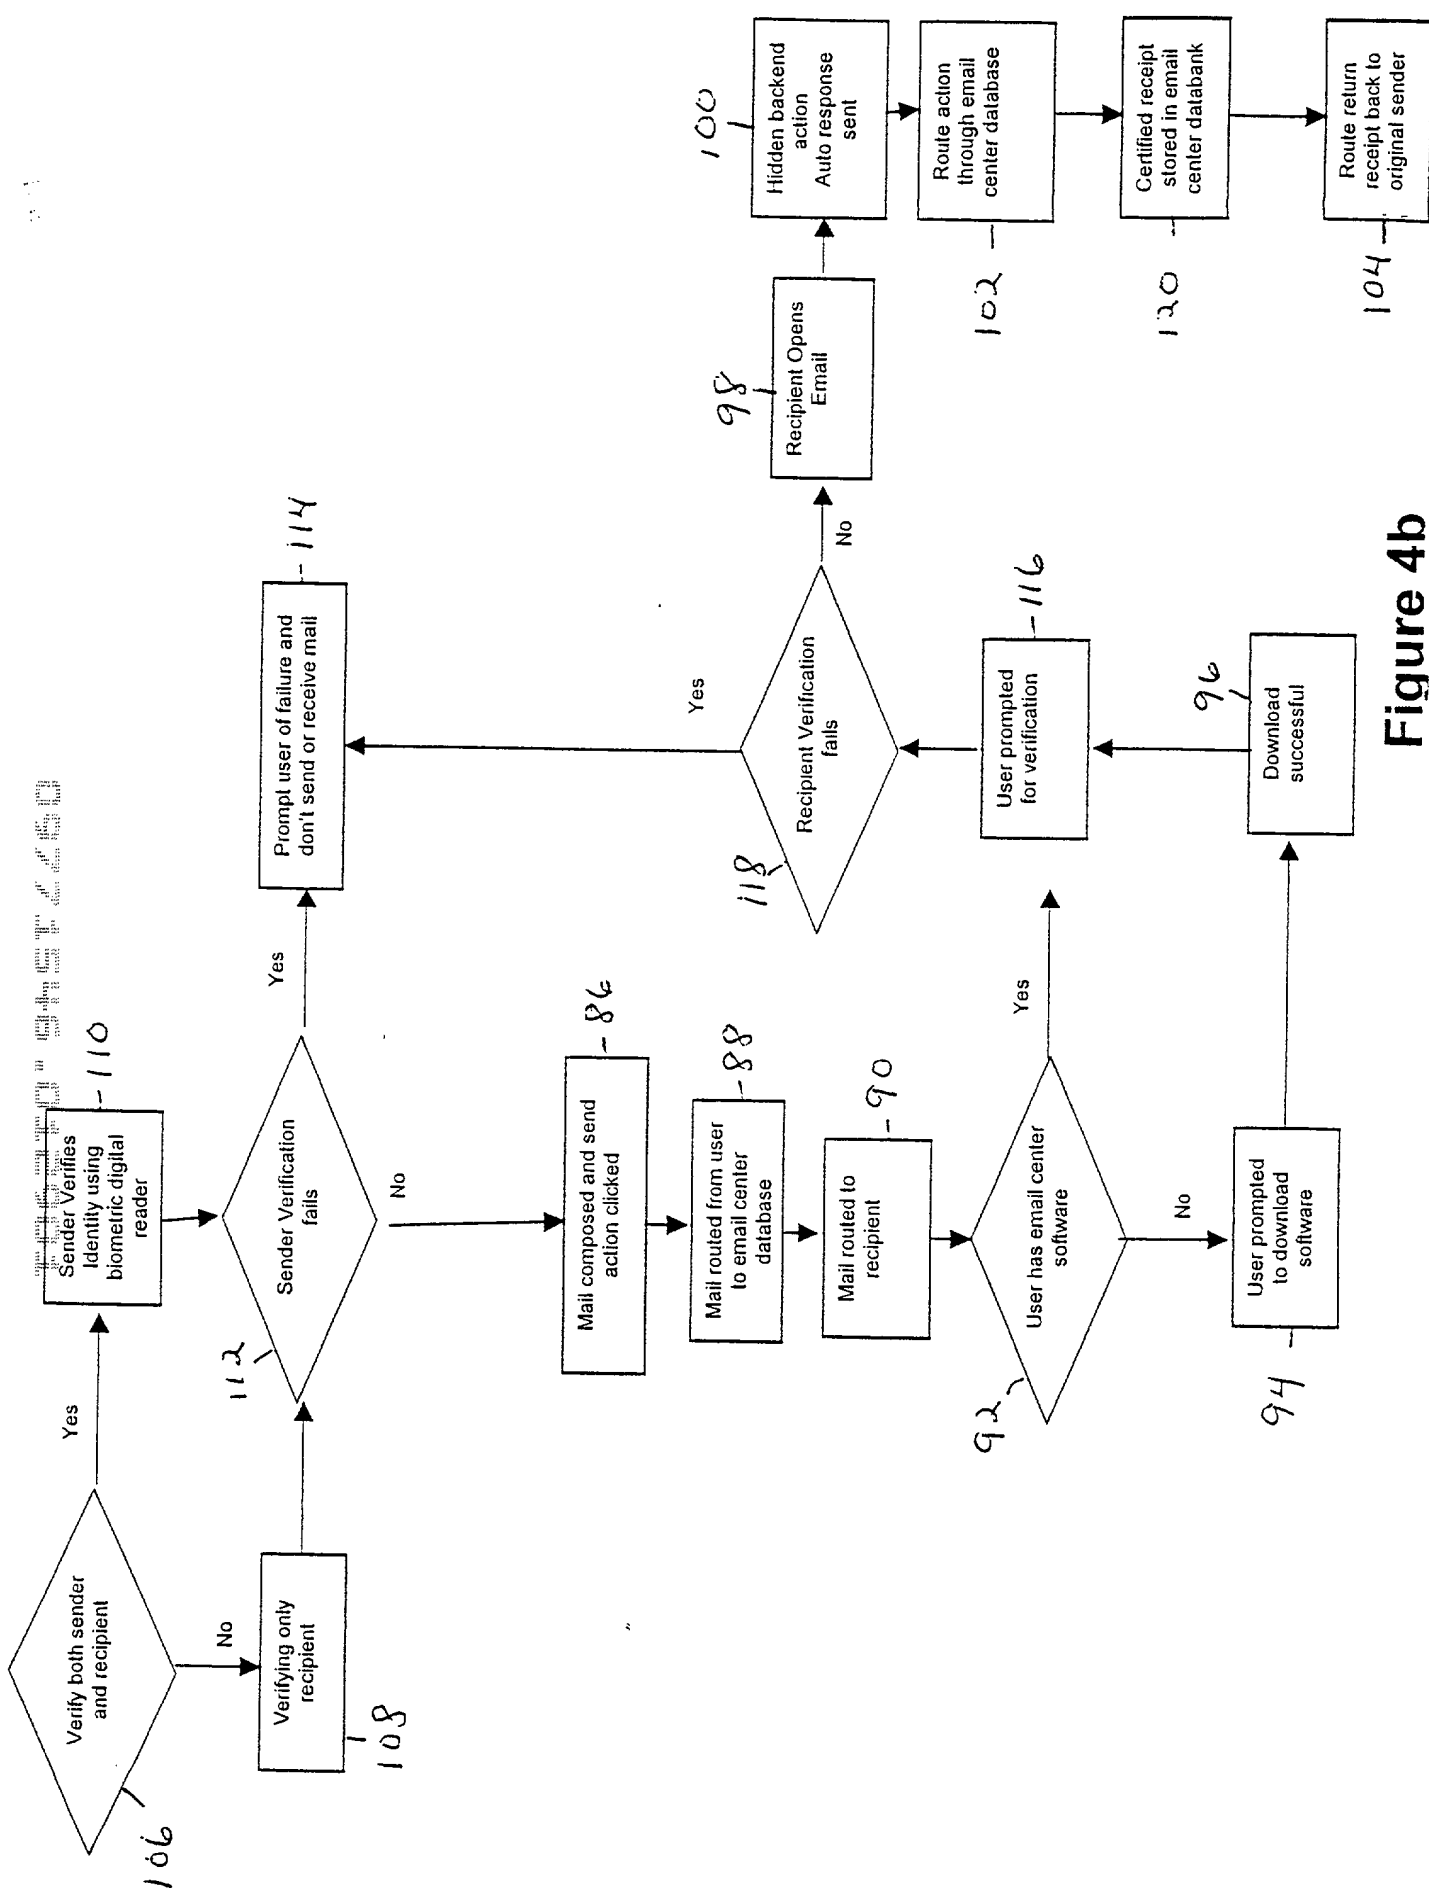 106
Verify both sender
and recipient
Yes
No
108
Verifying only
recipient
110
Sender Verifies
Identity using
biometric digital
reader
112
Sender Verification
fails
Yes
No
114
Prompt user of failure and
don't send or receive mail
86
Mail composed and send
action clicked
88
Mail routed from user
to email center
database
90
Mail routed to
recipient
92
User has email center
software
Yes
No
94
User prompted
to download
software
96
Download
successful
116
User prompted
for verification
118
Recipient Verification
fails
Yes
No
98
Recipient Opens
Email
100
Hidden backend
action
Auto response
sent
102
Route action
through email
center database
120
Certified receipt
stored in email
center databank
104
Route return
receipt back to
original sender
Figure 4b